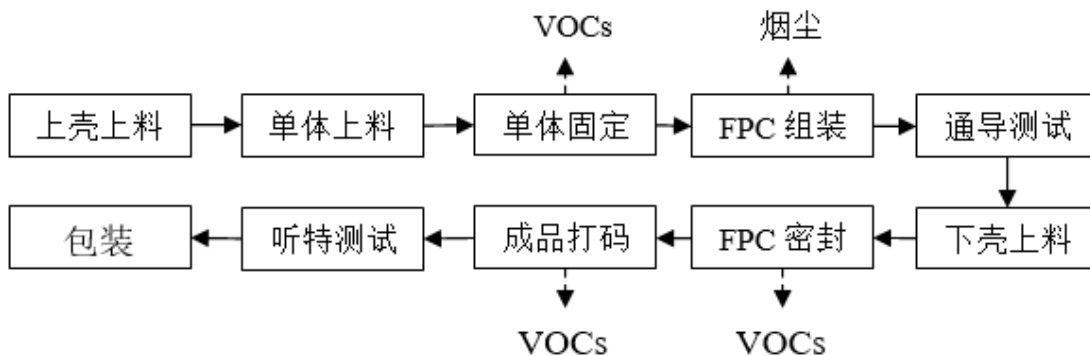 VOCs
烟尘
上壳上料
单体上料
单体固定
FPC 组装
通导测试
包装
听特测试
成品打码
FPC 密封
下壳上料
VOCs
VOCs